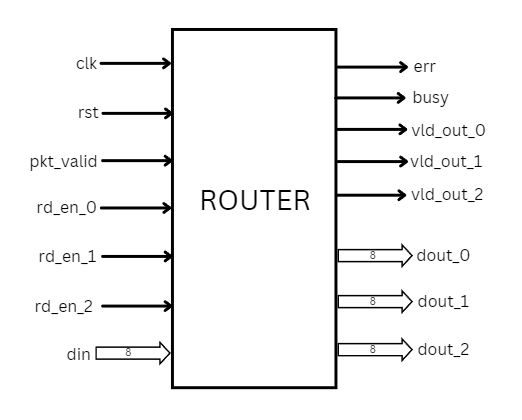 clk
rst
pkt_valid
rd_en_0
rd_en_1
rd_en_2
din
8
ROUTER
err
busy
vld_out_0
vld_out_1
vld_out_2
8
dout_0
8
dout_1
8
dout_2